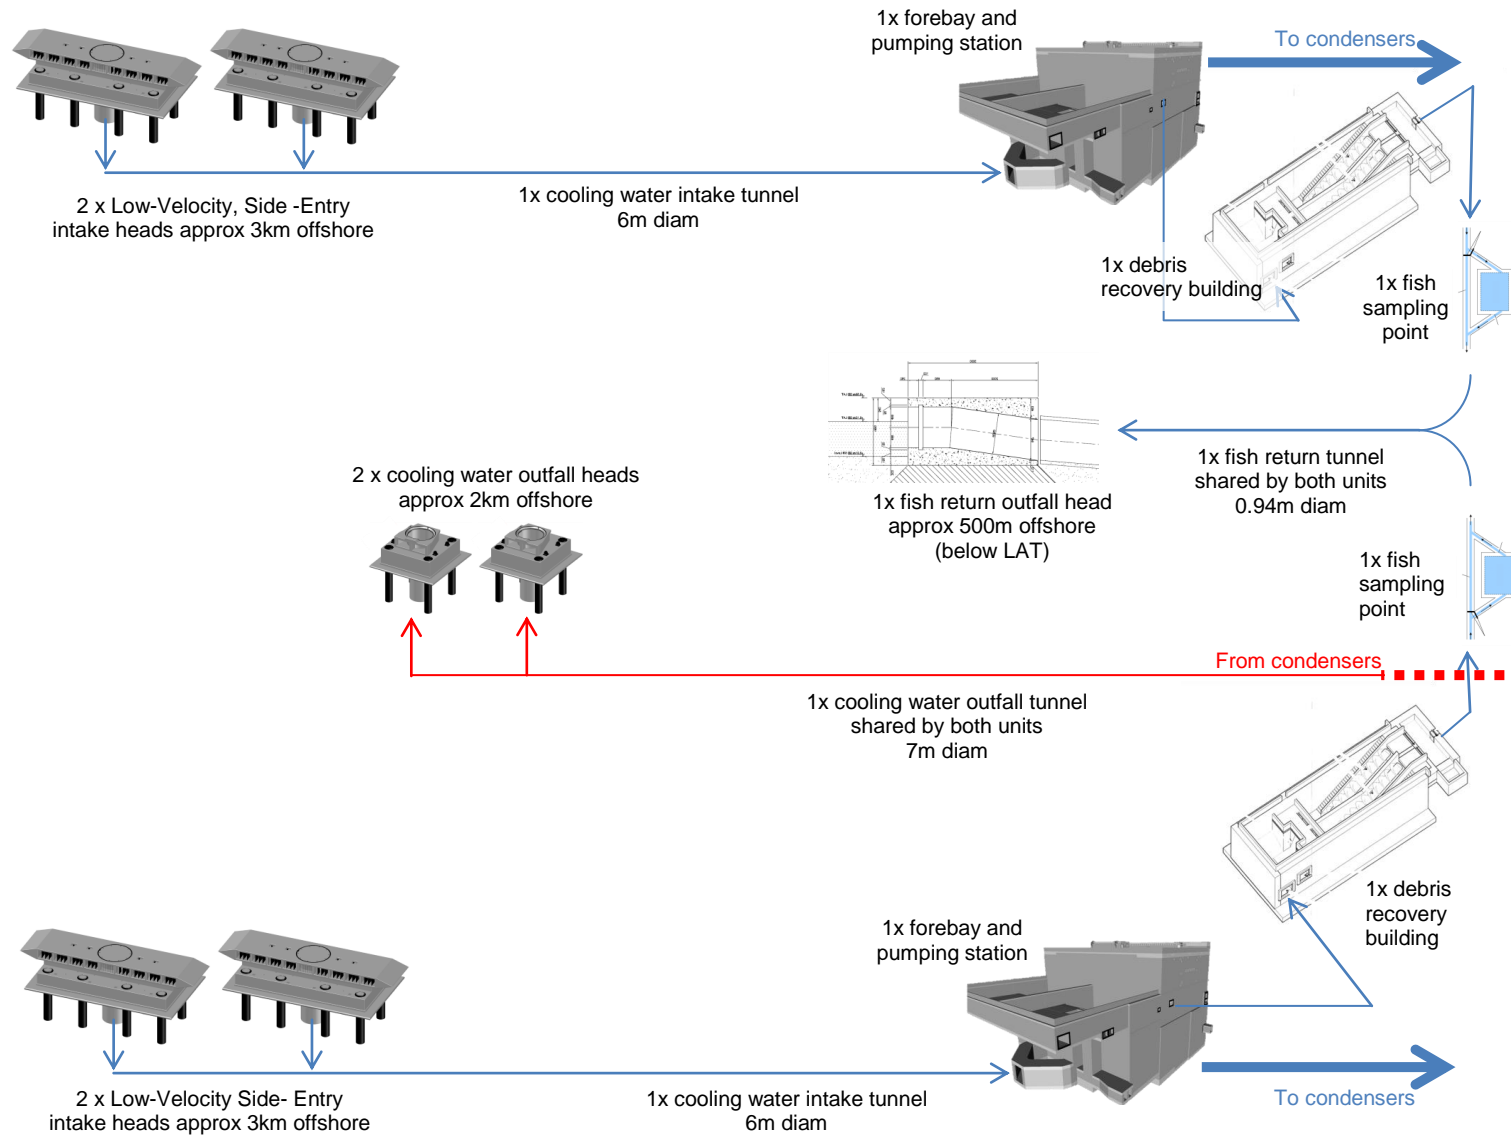 1x forebay and
pumping station
To condensers
2 x Low-Velocity, Side -Entry
intake heads approx 3km offshore
1x cooling water intake tunnel
6m diam
1x debris
recovery building
1x fish
sampling
point
1x fish return tunnel
shared by both units
0.94m diam
2 x cooling water outfall heads
approx 2km offshore
1x fish return outfall head
approx 500m offshore
(below LAT)
1x fish
sampling
point
From condensers
1x cooling water outfall tunnel
shared by both units
7m diam
1x debris
recovery
building
1x forebay and
pumping station
2 x Low-Velocity Side- Entry
intake heads approx 3km offshore
1x cooling water intake tunnel
6m diam
To condensers